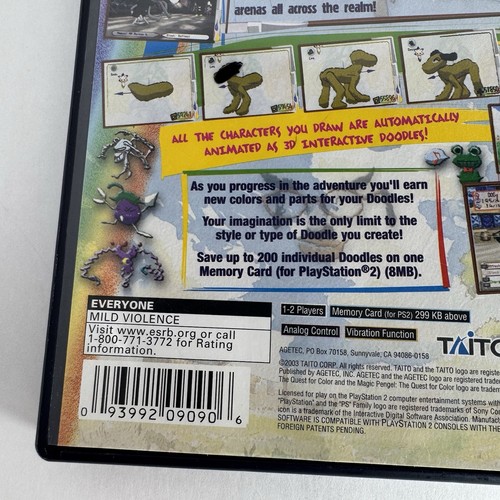 arenas all across the realm!
ALL THE CHARACTERS YOU DRAW ARE AUTOMATICALLY
ANIMATED AS 3D INTERACTIVE DOODLES!
As you progress in the adventure you'll earn
new colors and parts for your Doodles!
Your imagination is the only limit to the
style or type of Doodle you create!
Save up to 200 individual Doodles on one
Memory Card (for PlayStation®2) (8MB).
EVERYONE
MILD VIOLENCE
Visit www.esrb.org or call
1-800-771-3772 for Rating
information.
1-2 Players
Memory Card (for PS2) 299 KB above
Analog Control
Vibration Function
TAITO
AGETEC, PO Box 70158, Sunnyvale, CA 94086-0158
©2003 TAITO CORP. All rights reserved. TAITO and the TAITO logo are
Published by AGETEC, INC. AGETEC and the AGETEC logo are registered
The Quest for Color and the Magic Pengel: The Quest for Color logo are
Licensed for play on the PlayStation 2 computer entertainment systems
"PlayStation" and the "PS" Family logo are registered trademarks of Sony
icon is a trademark of the Interactive Digital Software Association.
SOFTWARE IS COMPATIBLE WITH PLAYSTATION 2 CONSOLES WITH THE
FOREIGN PATENTS PENDING.
0 93992 09090 6